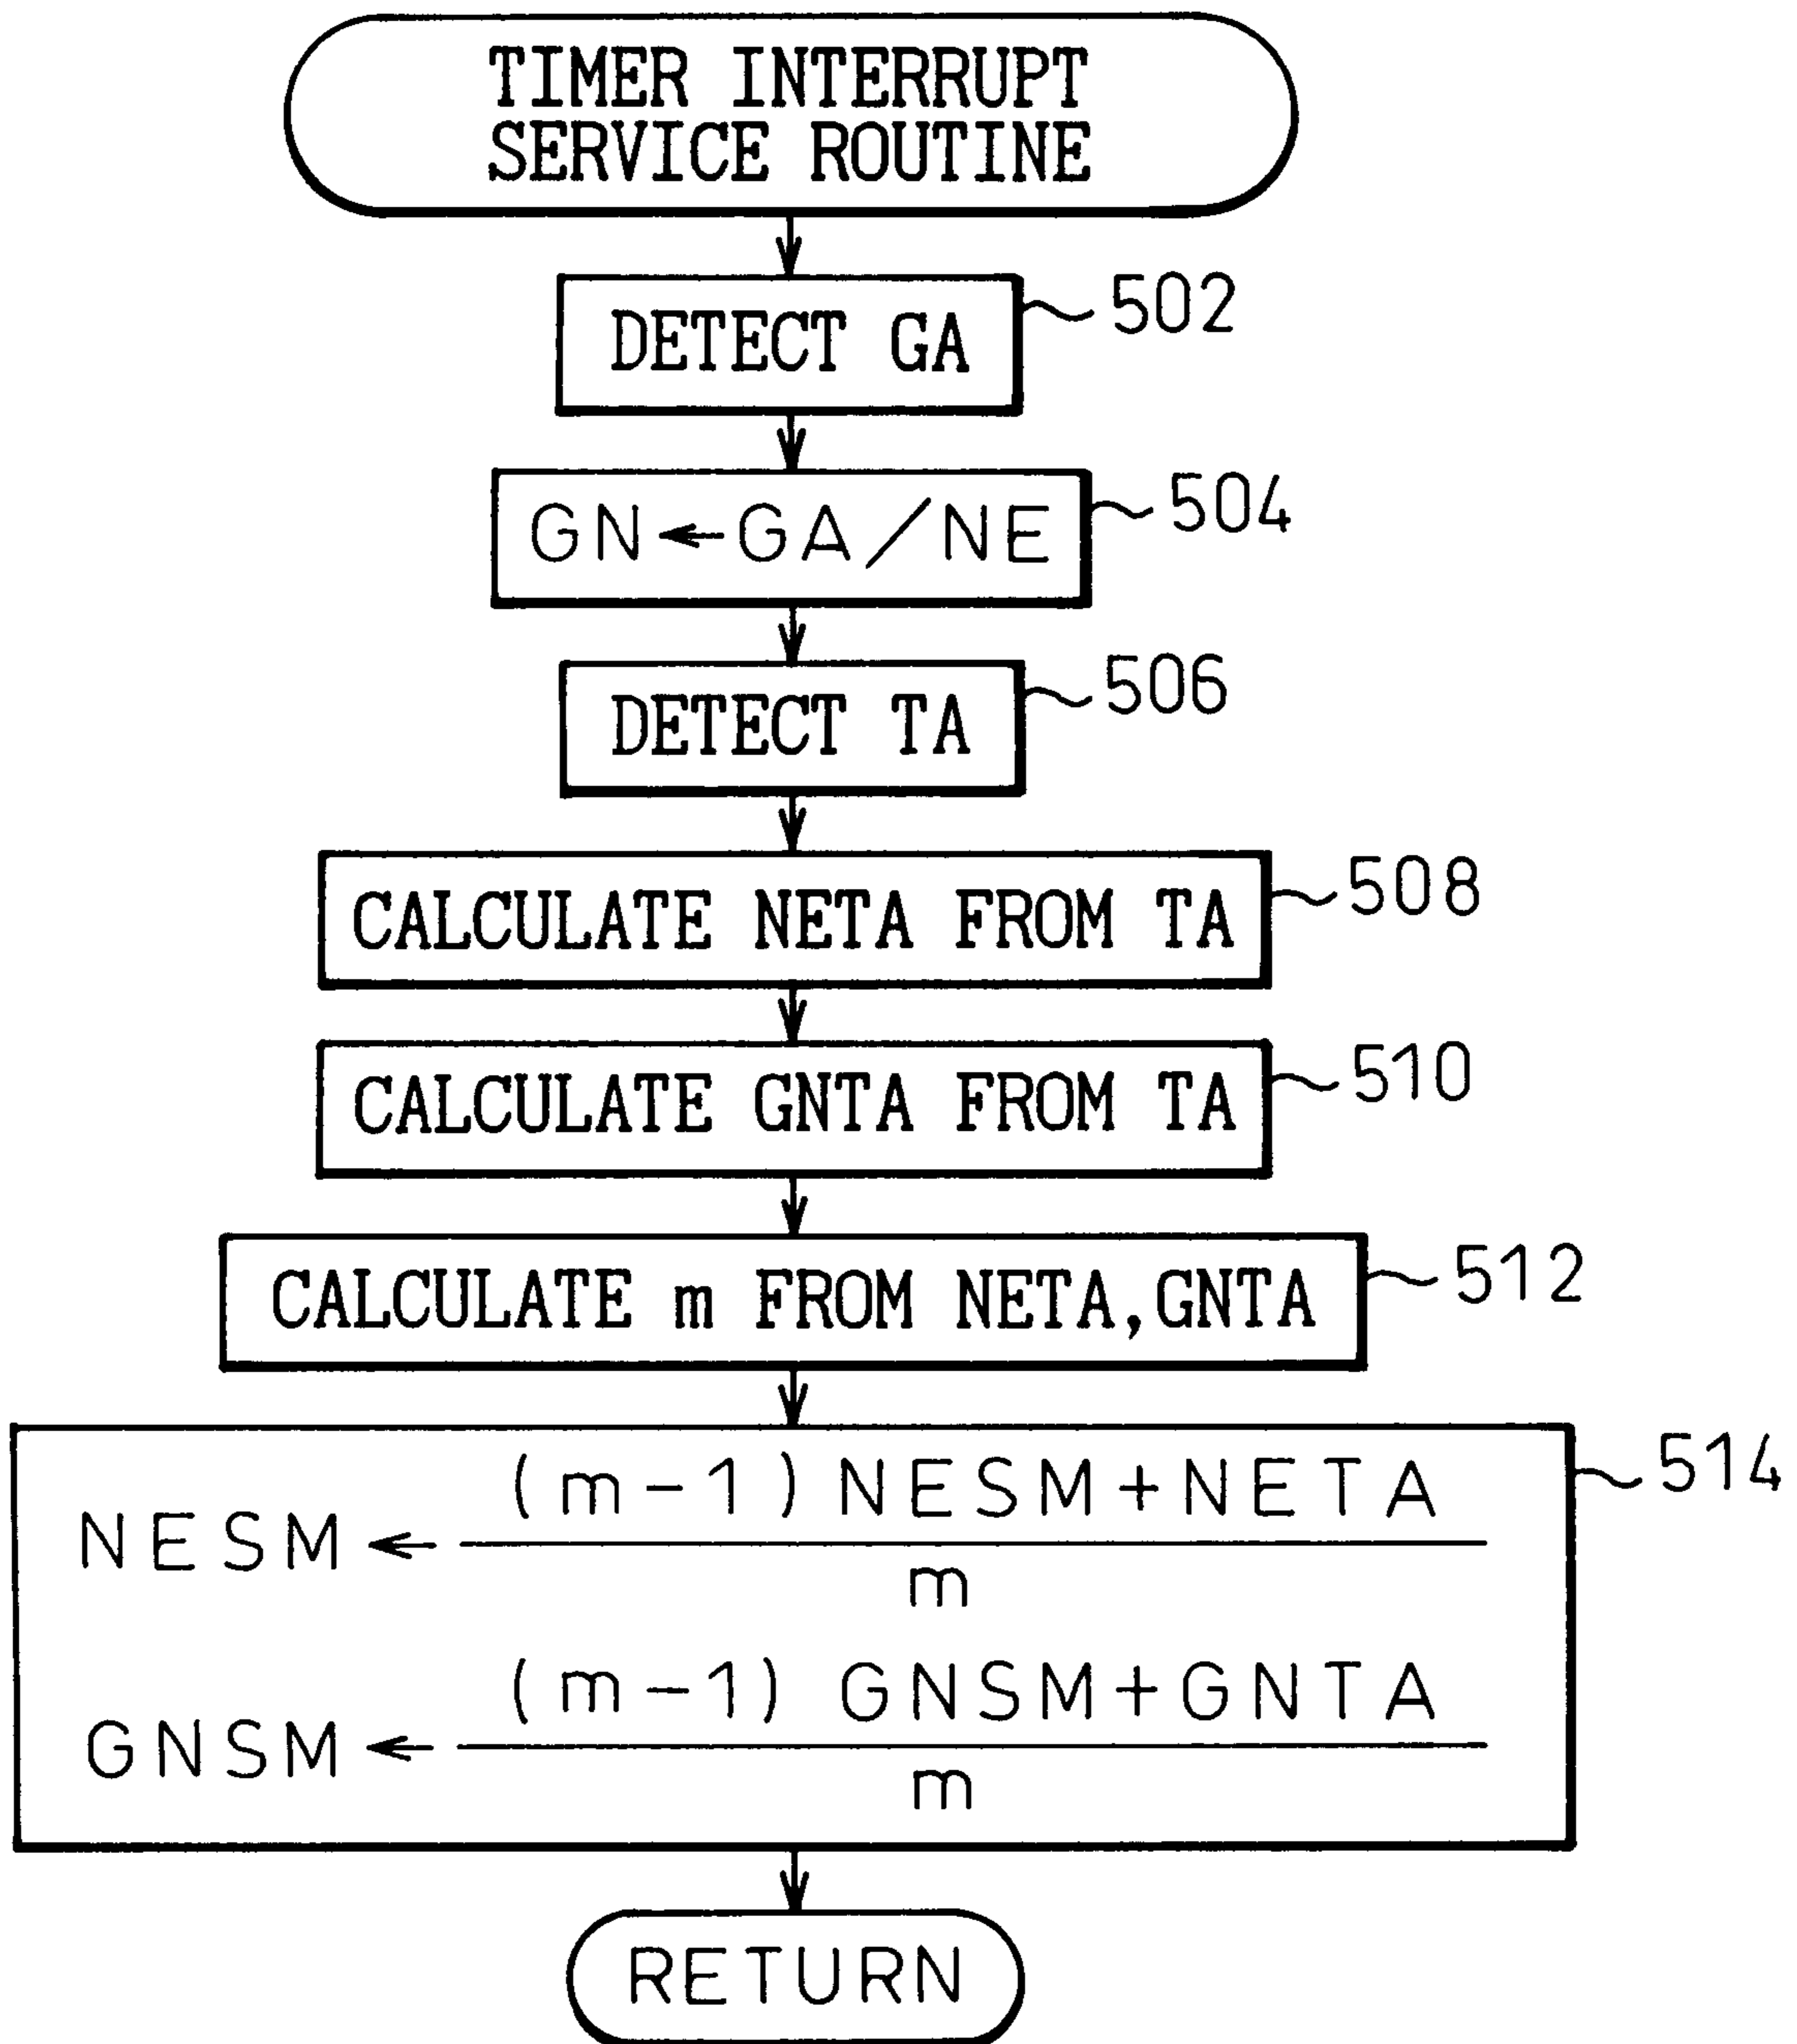 TIMER INTERRUPT
SERVICE ROUTINE
DETECT GA
502
GN←GA/NE
504
DETECT TA
506
CALCULATE NETA FROM TA
508
CALCULATE GNTA FROM TA
510
CALCULATE m FROM NETA,GNTA
512
514
(m-1) NESM+NETA
NESM ←
m
(m-1) GNSM+GNTA
GNSM ←
m
RETURN